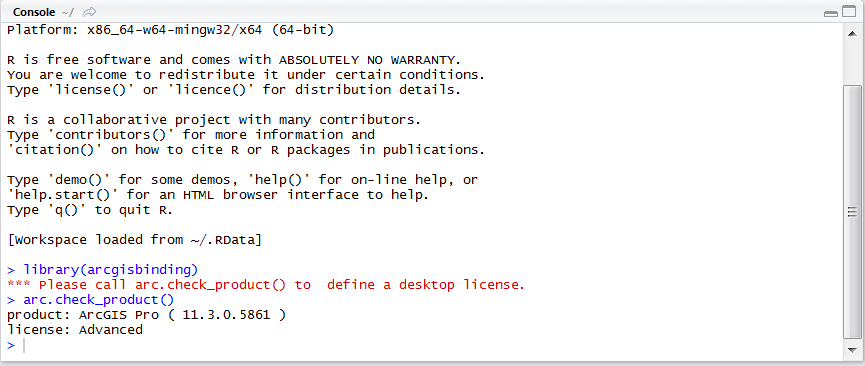 Console ~/
Platform: x86_64-w64-mingw32/x64 (64-bit)
R is free software and comes with ABSOLUTELY NO WARRANTY.
You are welcome to redistribute it under certain conditions.
Type 'license()' or 'licence()' for distribution details.
R is a collaborative project with many contributors.
Type 'contributors()' for more information and
'citation()' on how to cite R or R packages in publications.
Type 'demo()' for some demos, 'help()' for on-line help, or
'help.start()' for an HTML browser interface to help.
Type 'q()' to quit R.
[Workspace loaded from ~/.RData]
> library(arcgisbinding)
*** Please call arc.check_product() to  define a desktop license.
> arc.check_product()
product: ArcGIS Pro ( 11.3.0.5861 )
license: Advanced
>